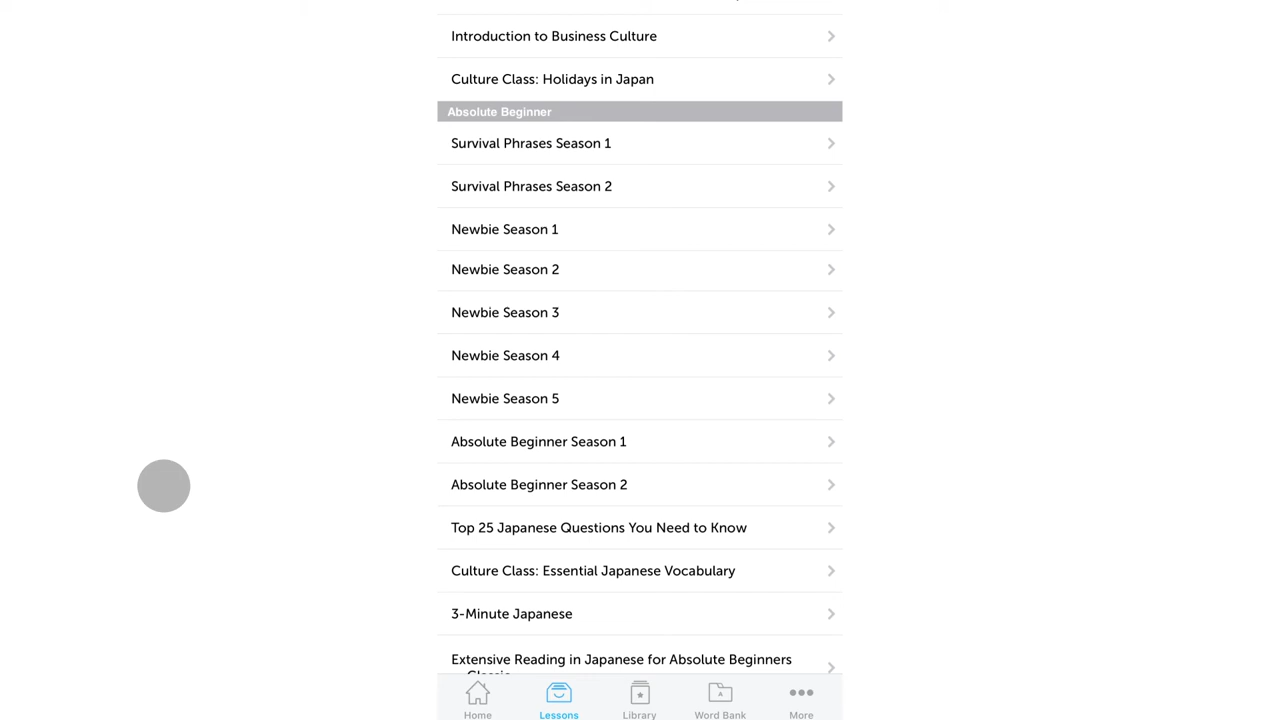 Introduction to Business Culture
Culture Class: Holidays in Japan
Absolute Beginner
Survival Phrases Season 1
Survival Phrases Season 2
Newbie Season 1
Newbie Season 2
Newbie Season 3
Newbie Season 4
Newbie Season 5
Absolute Beginner Season 1
Absolute Beginner Season 2
Top 25 Japanese Questions You Need to Know
Culture Class: Essential Japanese Vocabulary
3-Minute Japanese
Extensive Reading in Japanese for Absolute Beginners
Home Lessons Library Word Bank More